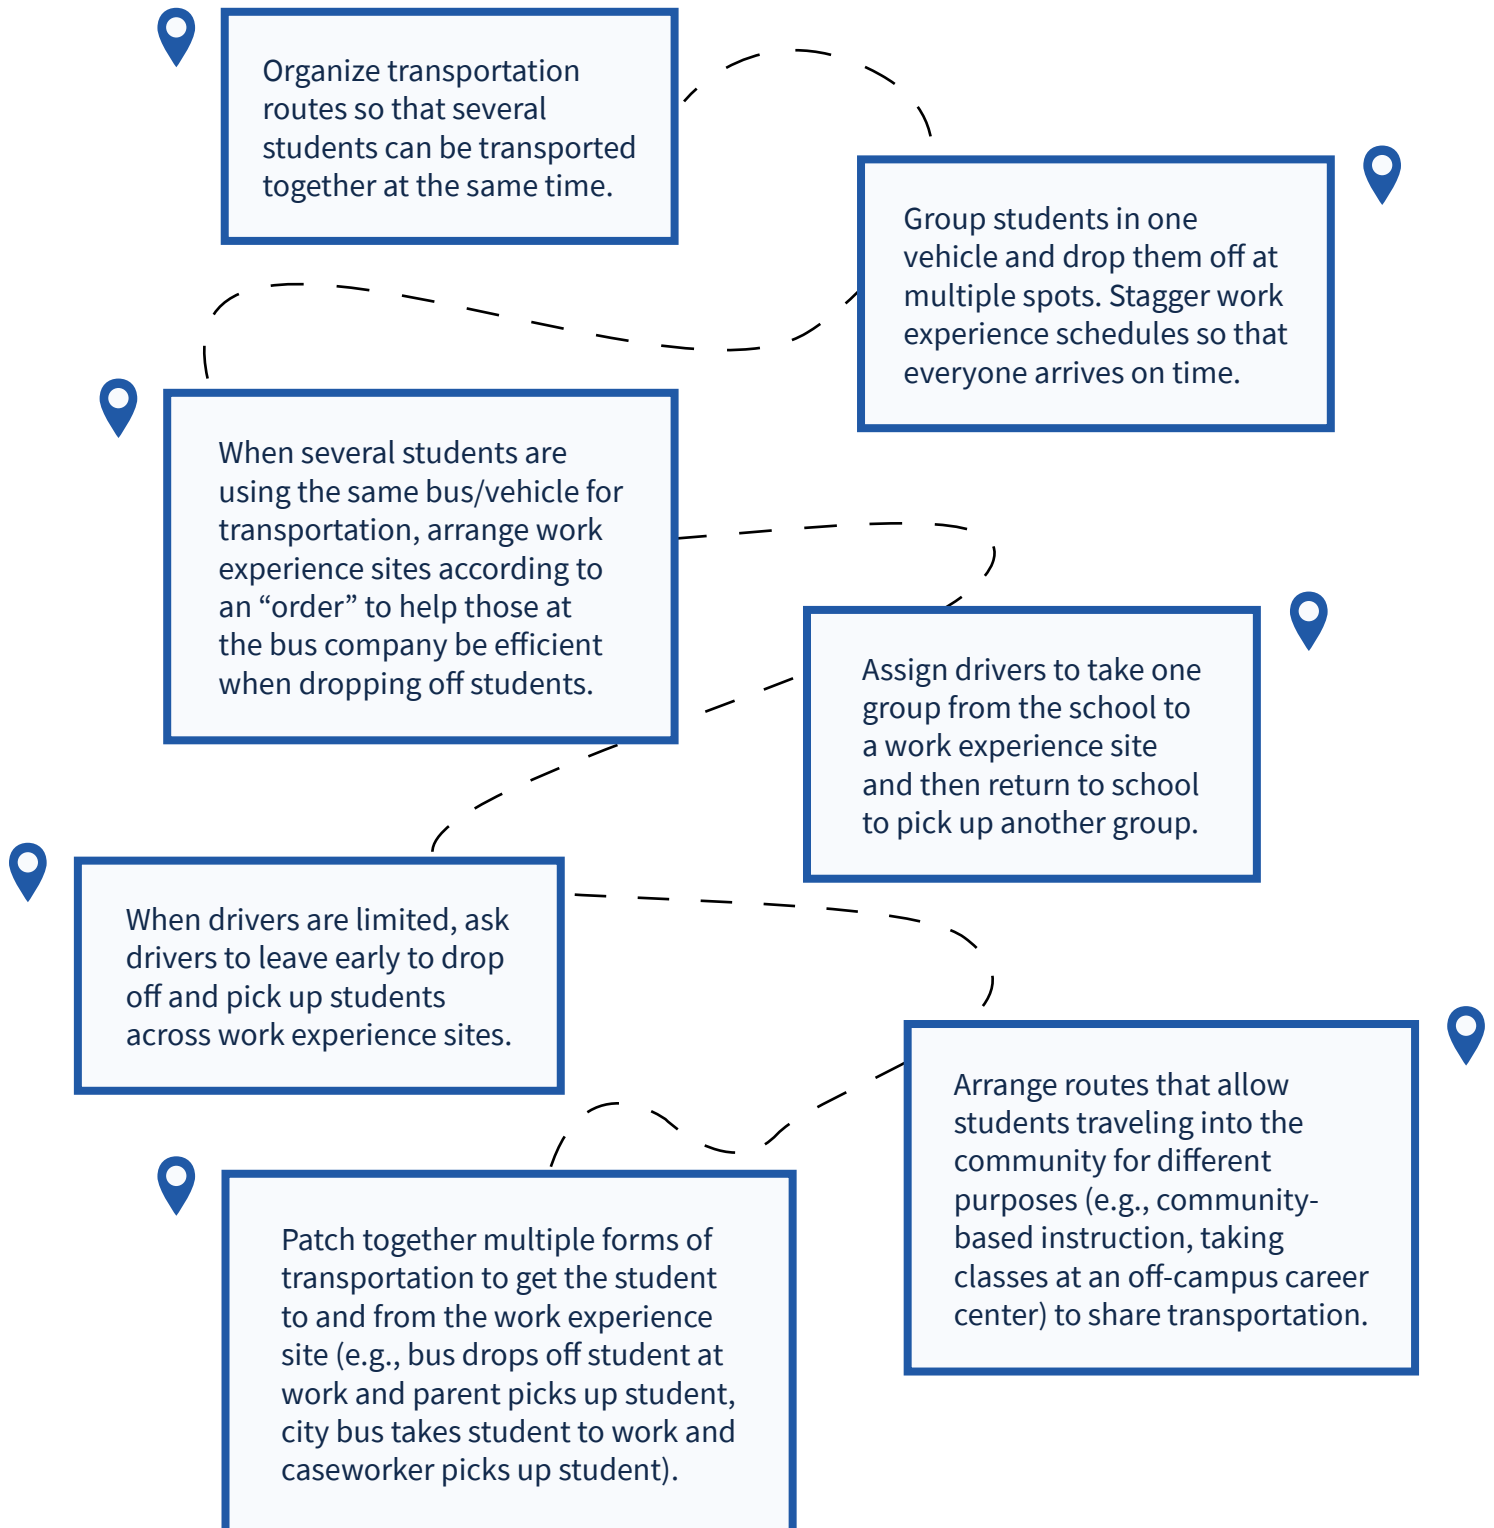 Organize transportation
routes so that several
students can be transported
together at the same time.
Group students in one
vehicle and drop them off at
multiple spots. Stagger work
experience schedules so that
everyone arrives on time.
When several students are
using the same bus/vehicle for
transportation, arrange work
experience sites according to
an “order” to help those at
the bus company be efficient
when dropping off students.
Assign drivers to take one
group from the school to
a work experience site
and then return to school
to pick up another group.
When drivers are limited, ask
drivers to leave early to drop
off and pick up students
across work experience sites.
Arrange routes that allow
students traveling into the
community for different
purposes (e.g., community-
based instruction, taking
classes at an off-campus career
center) to share transportation.
Patch together multiple forms of
transportation to get the student
to and from the work experience
site (e.g., bus drops off student at
work and parent picks up student,
city bus takes student to work and
caseworker picks up student).